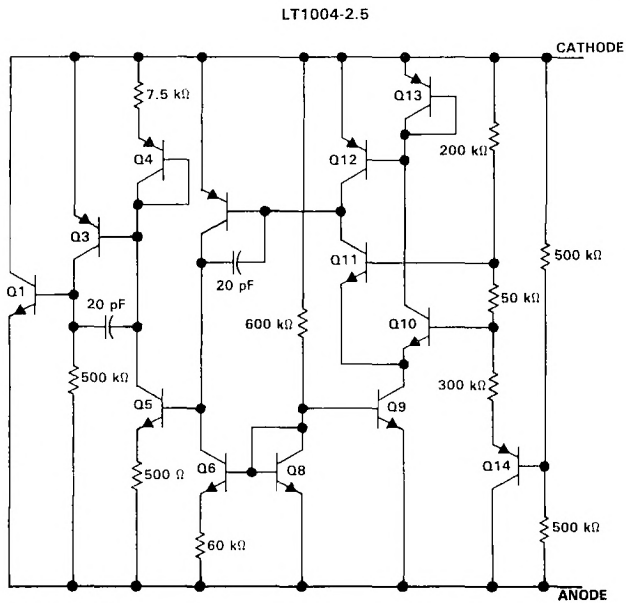 LT1004-2.5
CATHODE
7.5 kΩ
Q13
Q4
Q12
200 kΩ
Q3
Q11
500 kΩ
Q1
20 pF
20 pF
50 kΩ
600 kΩ
Q10
500 kΩ
300 kΩ
Q5
Q9
Q6
Q8
Q14
500 Ω
60 kΩ
500 kΩ
ANODE